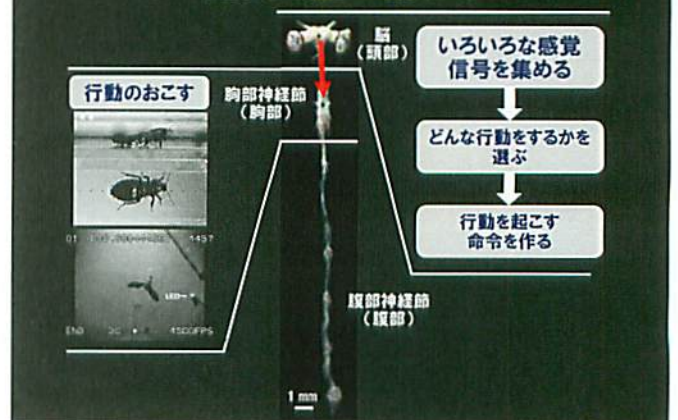 脳
（頭部）
いろいろな感覚
信号を集める
行動のおこす
胸部神経節
（胸部）
どんな行動をするかを
選ぶ
行動を起こす
命令を作る
腹部神経節
（腹部）
END
4500FPS
1 mm